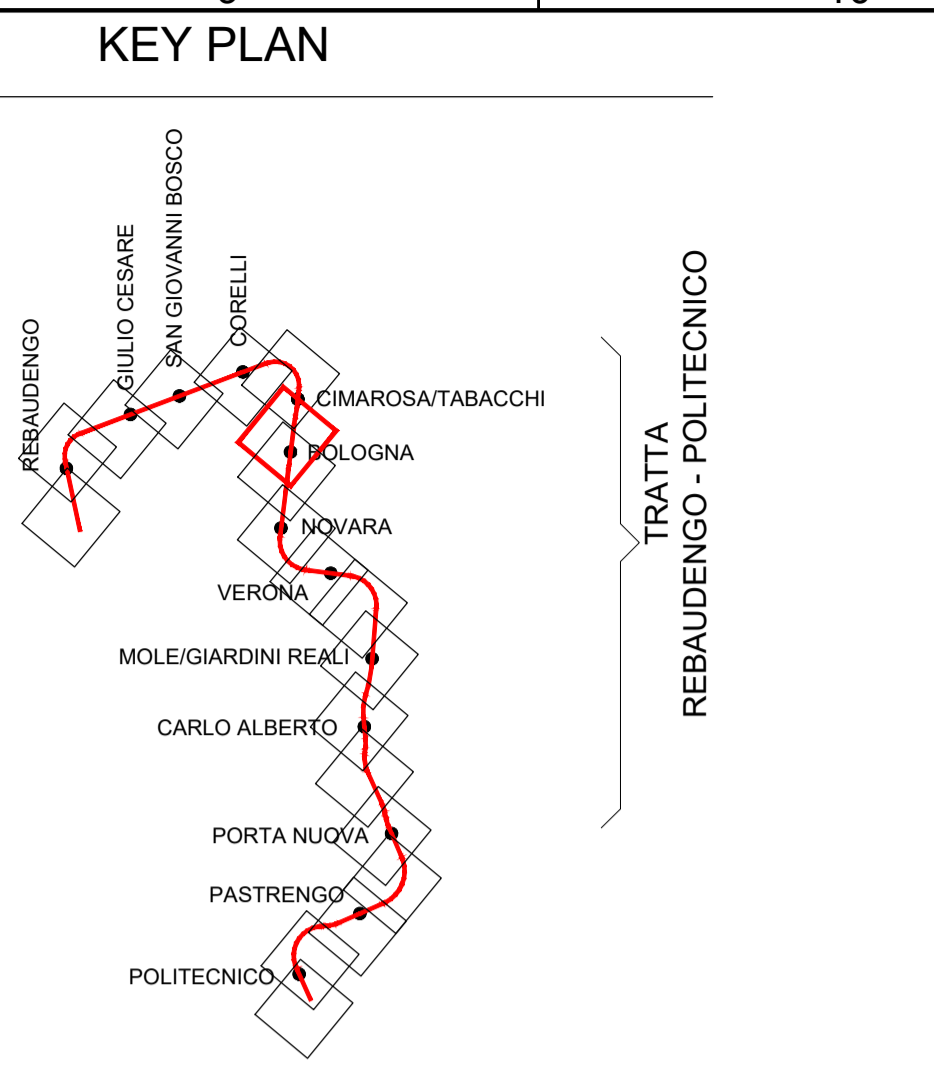 KEY PLAN
REBAUDENGO
GIULIO CESARE
SAN GIOVANNI BOSCO
CORELLI
CIMAROSA/TABACCHI
BOLOGNA
NOVARA
VERONA
MOLE/GIARDINI REALI
CARLO ALBERTO
PORTA NUOVA
PASTRENGO
POLITECNICO
TRATTA
REBAUDENGO - POLITECNICO